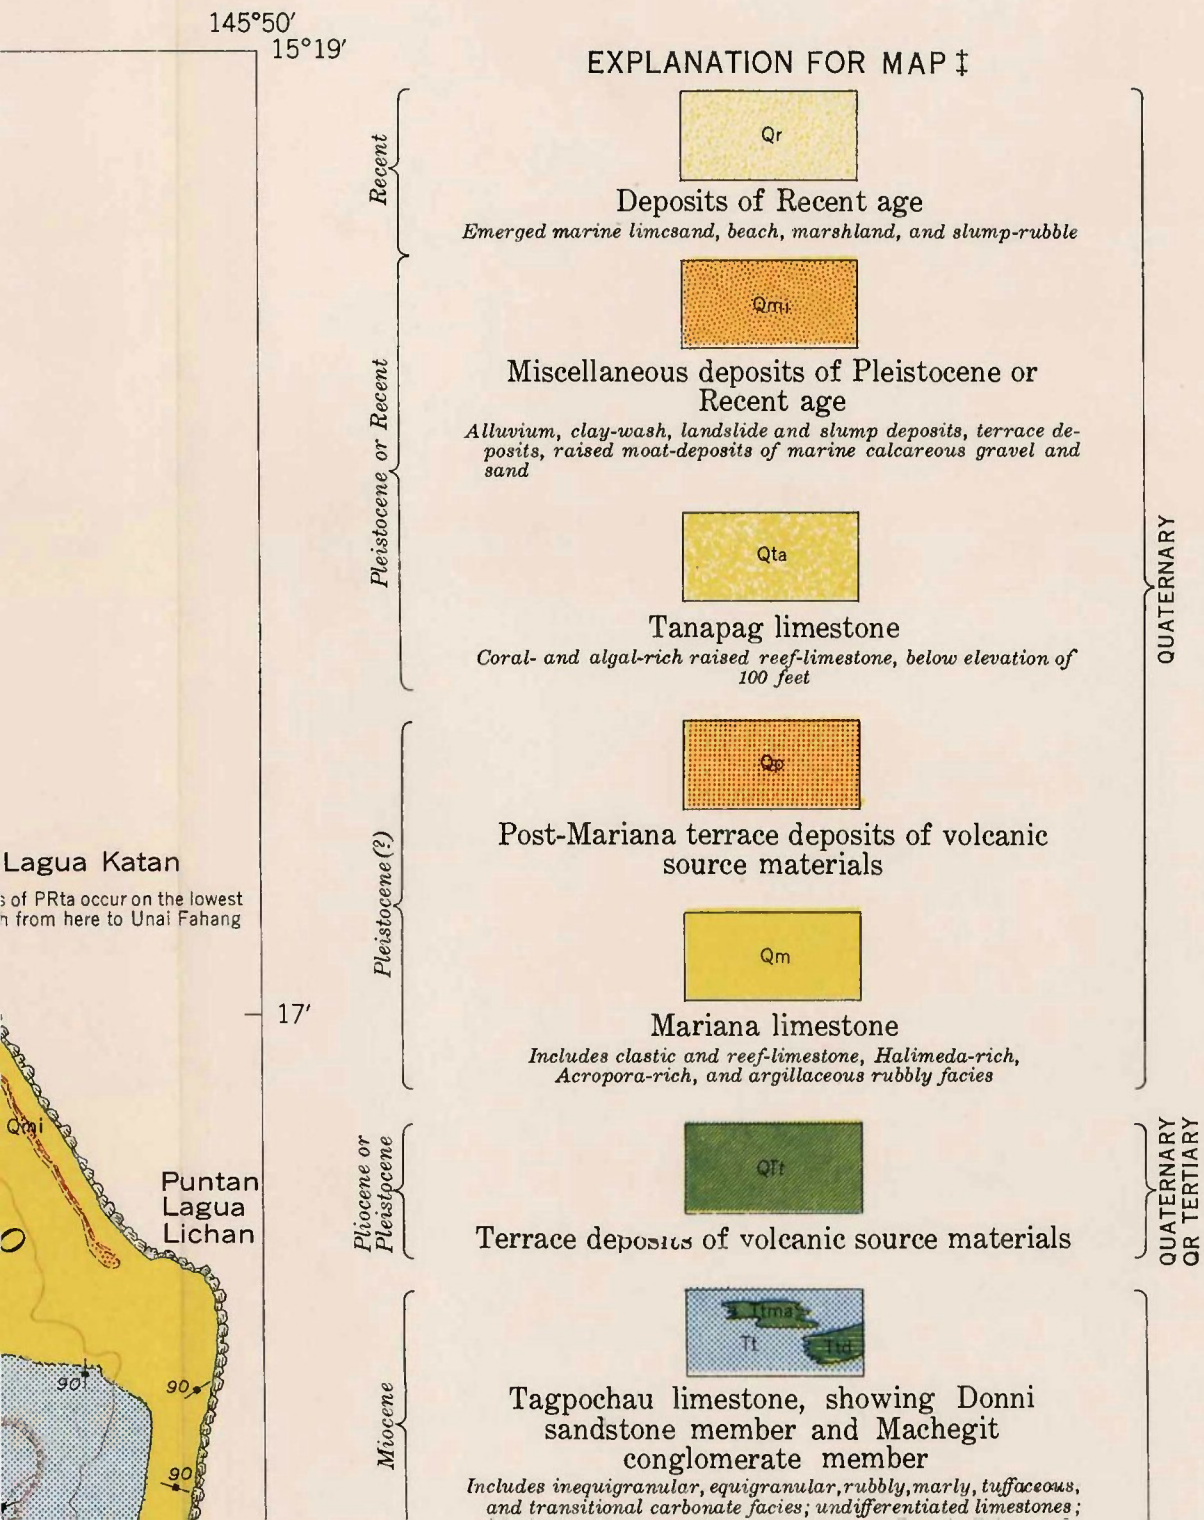 145°50′
15°19′
EXPLANATION FOR MAP ‡
Recent
Qr
Deposits of Recent age
Emerged marine limesand, beach, marshland, and slump-rubble
Pleistocene or Recent
Qmi
Miscellaneous deposits of Pleistocene or
Recent age
Alluvium, clay-wash, landslide and slump deposits, terrace de-
posits, raised moat-deposits of marine calcareous gravel and
sand
Qta
Tanapag limestone
Coral- and algal-rich raised reef-limestone, below elevation of
100 feet
QUATERNARY
Pleistocene(?)
Qp
Post-Mariana terrace deposits of volcanic
source materials
Qm
Mariana limestone
Includes clastic and reef-limestone, Halimeda-rich,
Acropora-rich, and argillaceous rubbly facies
Lagua Katan
s of PRta occur on the lowest
from here to Unai Fahang
17′
Qmi
Puntan
Lagua
Lichan
Pliocene or
Pleistocene
QTt
Terrace deposits of volcanic source materials
QUATERNARY
OR TERTIARY
Miocene
Ttma
Tt
Ttd
Tagpochau limestone, showing Donni
sandstone member and Machegit
conglomerate member
Includes inequigranular, equigranular, rubbly, marly, tuffaceous,
and transitional carbonate facies; undifferentiated limestones;
90
90
90